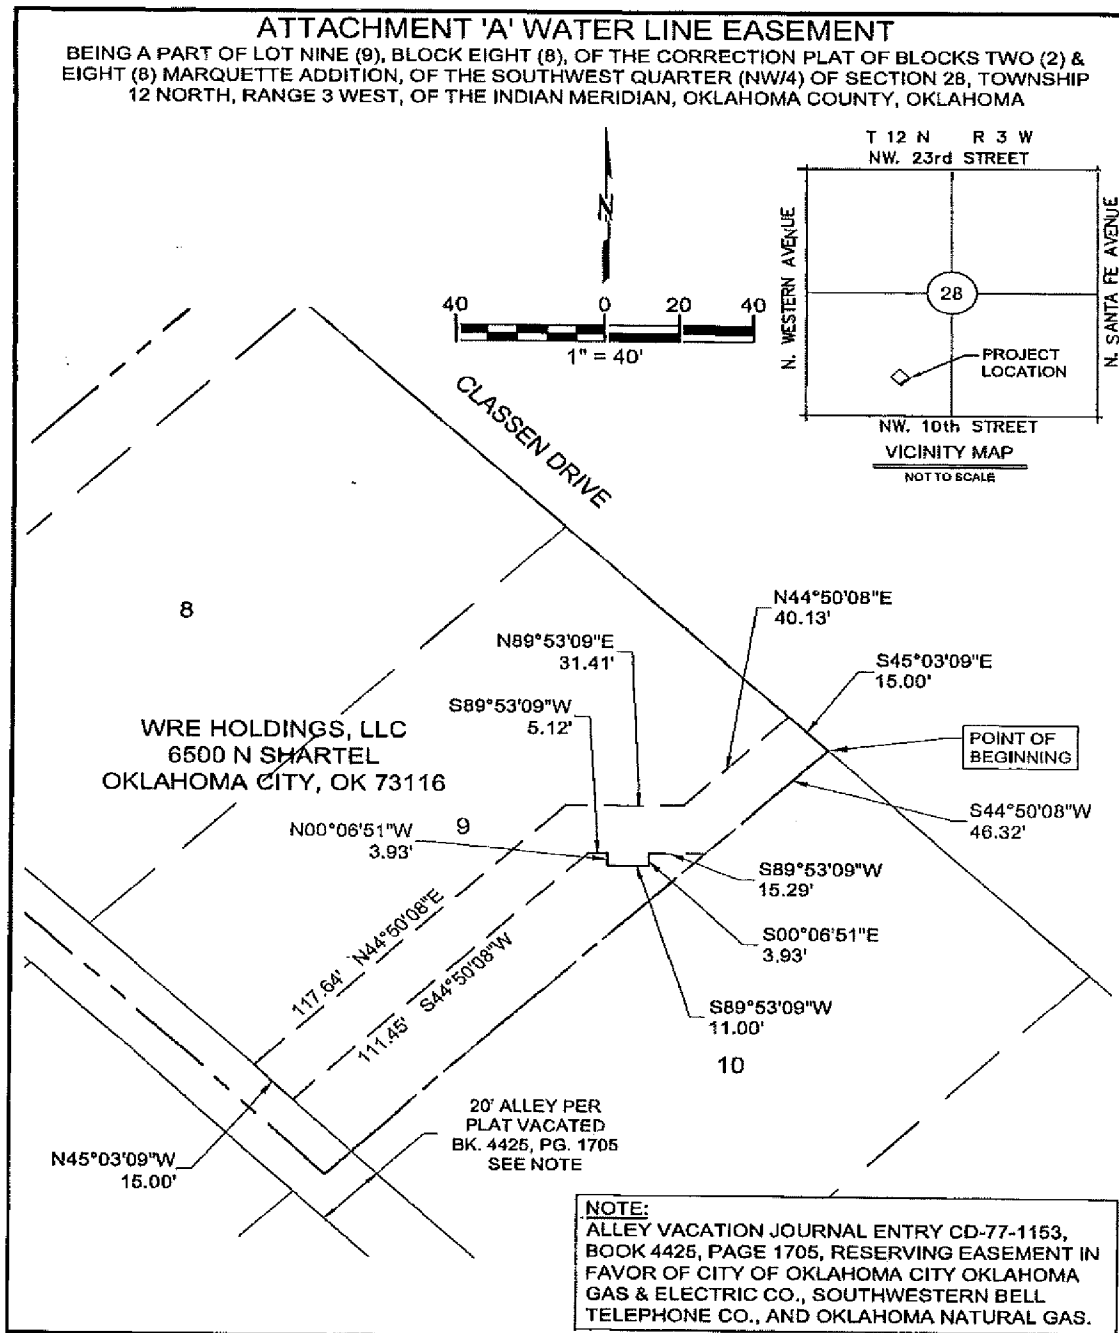 ATTACHMENT 'A' WATER LINE EASEMENT
BEING A PART OF LOT NINE (9), BLOCK EIGHT (8), OF THE CORRECTION PLAT OF BLOCKS TWO (2) &
EIGHT (8) MARQUETTE ADDITION, OF THE SOUTHWEST QUARTER (NW/4) OF SECTION 28, TOWNSHIP
12 NORTH, RANGE 3 WEST, OF THE INDIAN MERIDIAN, OKLAHOMA COUNTY, OKLAHOMA
T 12 N R 3 W
NW. 23rd STREET
N. WESTERN AVENUE
N. SANTA FE AVENUE
28
PROJECT
LOCATION
NW. 10th STREET
VICINITY MAP
NOT TO SCALE
N
40 0 20 40
1" = 40'
CLASSEN DRIVE
8
N44°50'08"E
40.13'
N89°53'09"E
31.41'
S45°03'09"E
15.00'
S89°53'09"W
5.12'
WRE HOLDINGS, LLC
6500 N SHARTEL
OKLAHOMA CITY, OK 73116
POINT OF
BEGINNING
S44°50'08"W
46.32'
9
N00°06'51"W
3.93'
S89°53'09"W
15.29'
S00°06'51"E
3.93'
117.64' N44°50'08"E
111.45' S44°50'08"W
S89°53'09"W
11.00'
10
20' ALLEY PER
PLAT VACATED
BK. 4425, PG. 1705
SEE NOTE
N45°03'09"W
15.00'
NOTE:
ALLEY VACATION JOURNAL ENTRY CD-77-1153,
BOOK 4425, PAGE 1705, RESERVING EASEMENT IN
FAVOR OF CITY OF OKLAHOMA CITY OKLAHOMA
GAS & ELECTRIC CO., SOUTHWESTERN BELL
TELEPHONE CO., AND OKLAHOMA NATURAL GAS.